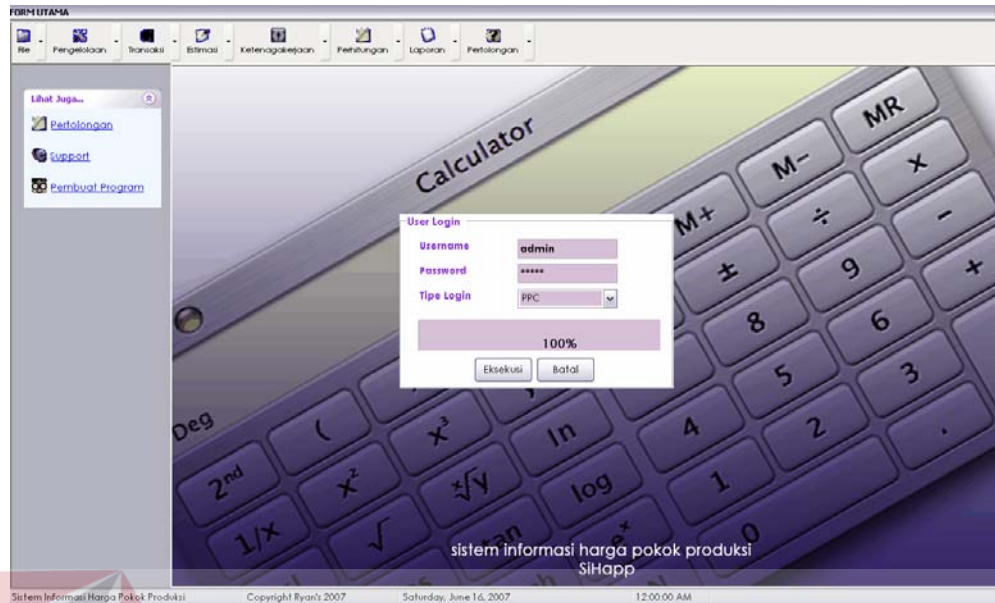 FORM UTAMA
File Pengelolaan Transaksi Estimasi Ketenagakerjaan Perhitungan Laporan Pertolongan
Lihat Juga...
Pertolongan
Support
Pembuat Program
Calculator
MR
M-
x
M+
÷
-
±
9
+
8
6
5
3
Deg
(
x³
ln
4
2
.
2nd
x²
ˣ√y
log
1
1/x
√
tan
eˣ
0
User Login
Username admin
Password *****
Tipe Login PPC
100%
Eksekusi Batal
sistem informasi harga pokok produksi
SiHapp
Sistem Informasi Harga Pokok Produksi Copyright Ryan's 2007 Saturday, June 16, 2007 12:00:00 AM